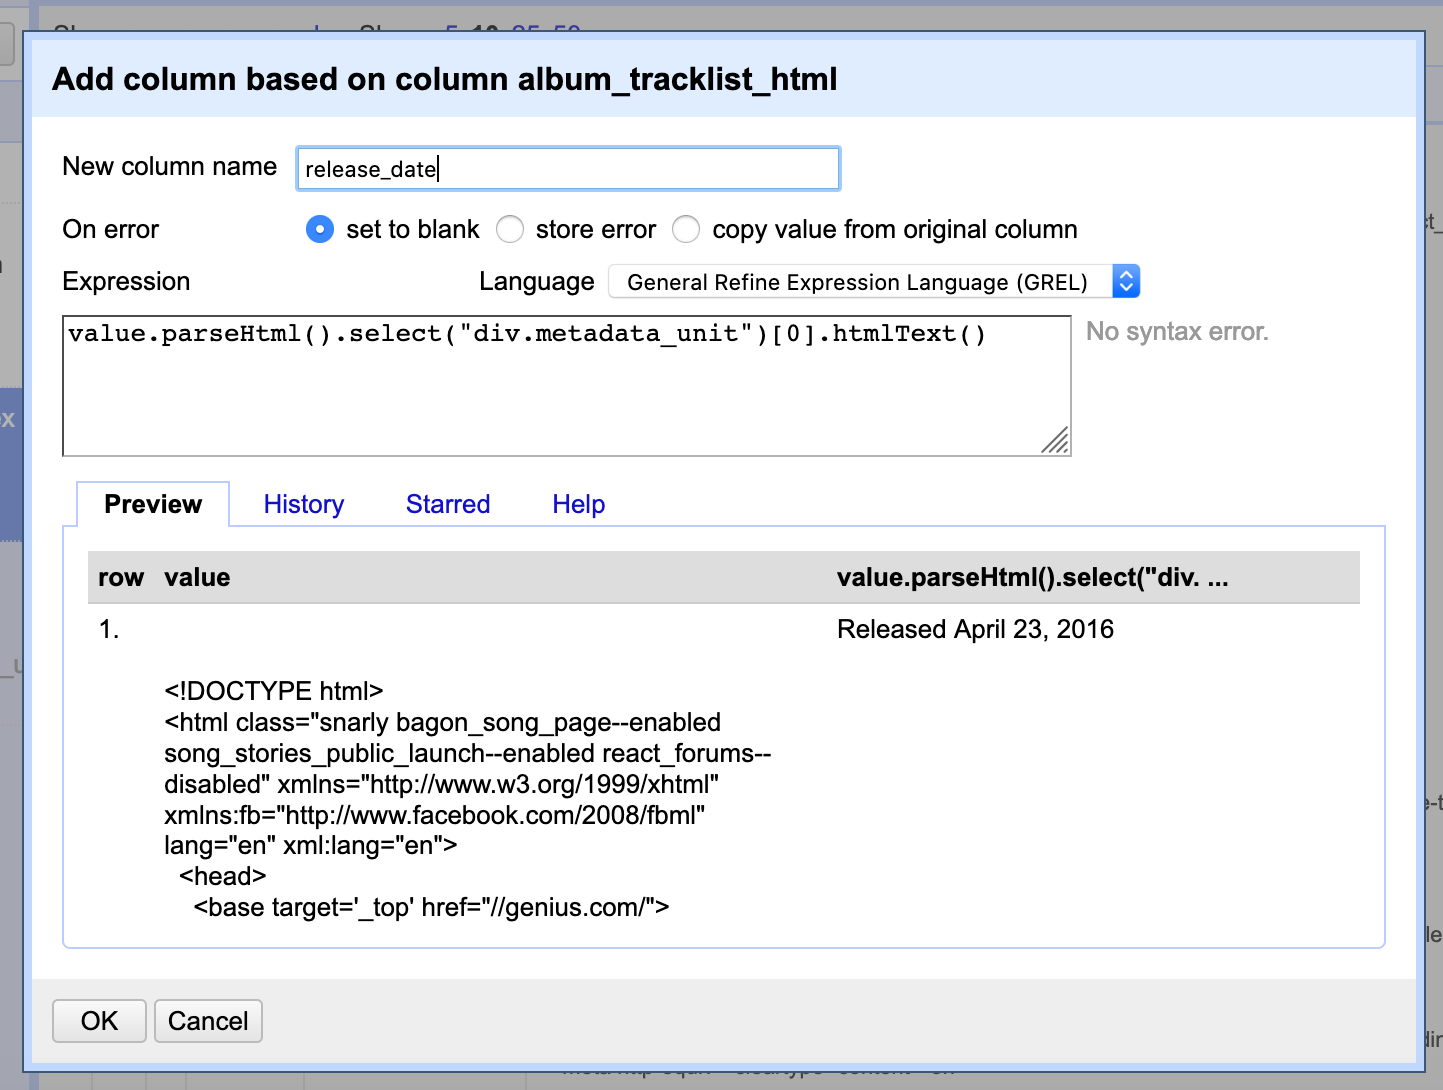 Add column based on column album_tracklist_html
New column name release_date
On error set to blank store error copy value from original column
Expression Language General Refine Expression Language (GREL)
value.parseHtml().select("div.metadata_unit")[0].htmlText() No syntax error.
Preview History Starred Help
row value value.parseHtml().select("div. ...
1. Released April 23, 2016
<!DOCTYPE html>
<html class="snarly bagon_song_page--enabled
song_stories_public_launch--enabled react_forums--
disabled" xmlns="http://www.w3.org/1999/xhtml"
xmlns:fb="http://www.facebook.com/2008/fbml"
lang="en" xml:lang="en">
<head>
<base target='_top' href="//genius.com/">
OK Cancel